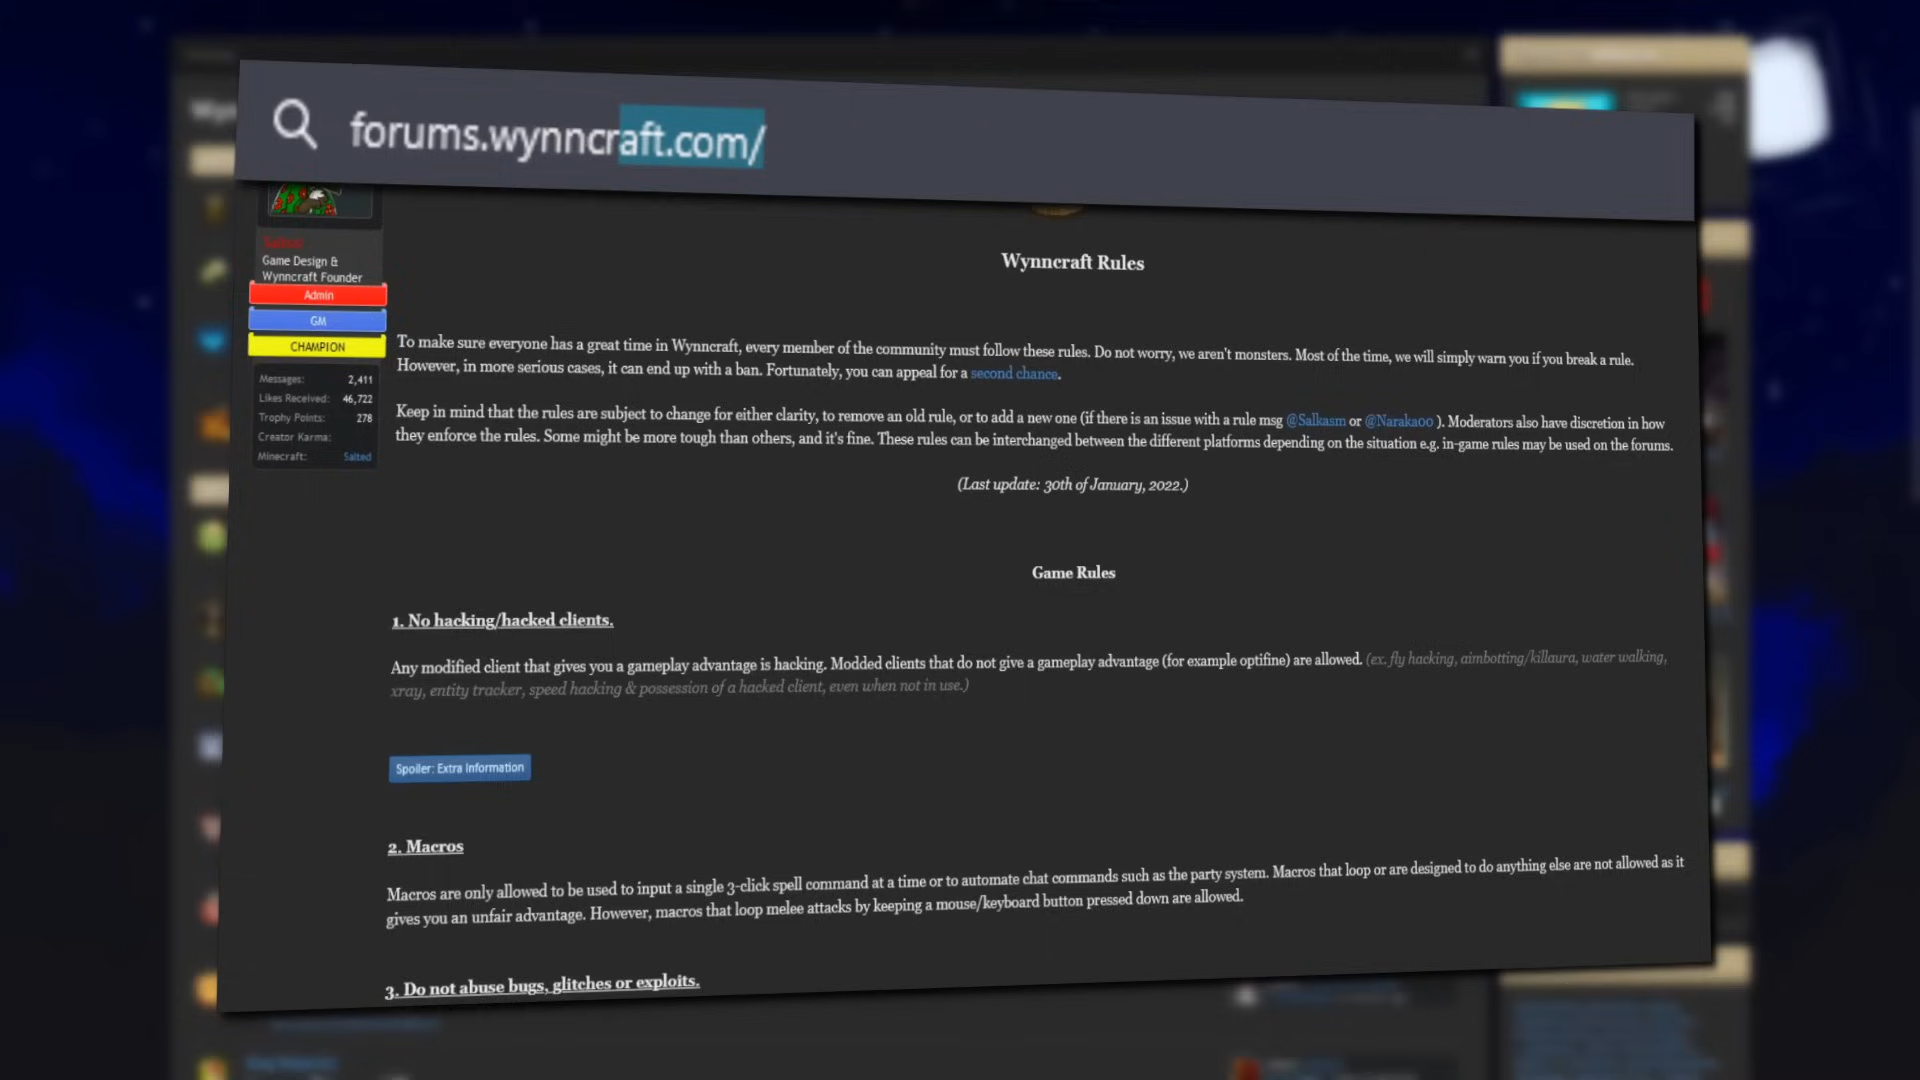 forums.wynncraft.com/
Salted
Game Design &
Wynncraft Founder
Admin
GM
CHAMPION
Messages: 2,411
Likes Received: 46,722
Trophy Points: 278
Creator Karma:
Minecraft: Salted
Wynncraft Rules
To make sure everyone has a great time in Wynncraft, every member of the community must follow these rules. Do not worry, we aren't monsters. Most of the time, we will simply warn you if you break a rule.
However, in more serious cases, it can end up with a ban. Fortunately, you can appeal for a second chance.
Keep in mind that the rules are subject to change for either clarity, to remove an old rule, or to add a new one (if there is an issue with a rule msg @Salkasm or @Naraka00 ). Moderators also have discretion in how
they enforce the rules. Some might be more tough than others, and it's fine. These rules can be interchanged between the different platforms depending on the situation e.g. in-game rules may be used on the forums.
(Last update: 30th of January, 2022.)
Game Rules
1. No hacking/hacked clients.
Any modified client that gives you a gameplay advantage is hacking. Modded clients that do not give a gameplay advantage (for example optifine) are allowed. (ex. fly hacking, aimbotting/killaura, water walking,
xray, entity tracker, speed hacking & possession of a hacked client, even when not in use.)
Spoiler: Extra Information
2. Macros
Macros are only allowed to be used to input a single 3-click spell command at a time or to automate chat commands such as the party system. Macros that loop or are designed to do anything else are not allowed as it
gives you an unfair advantage. However, macros that loop melee attacks by keeping a mouse/keyboard button pressed down are allowed.
3. Do not abuse bugs, glitches or exploits.